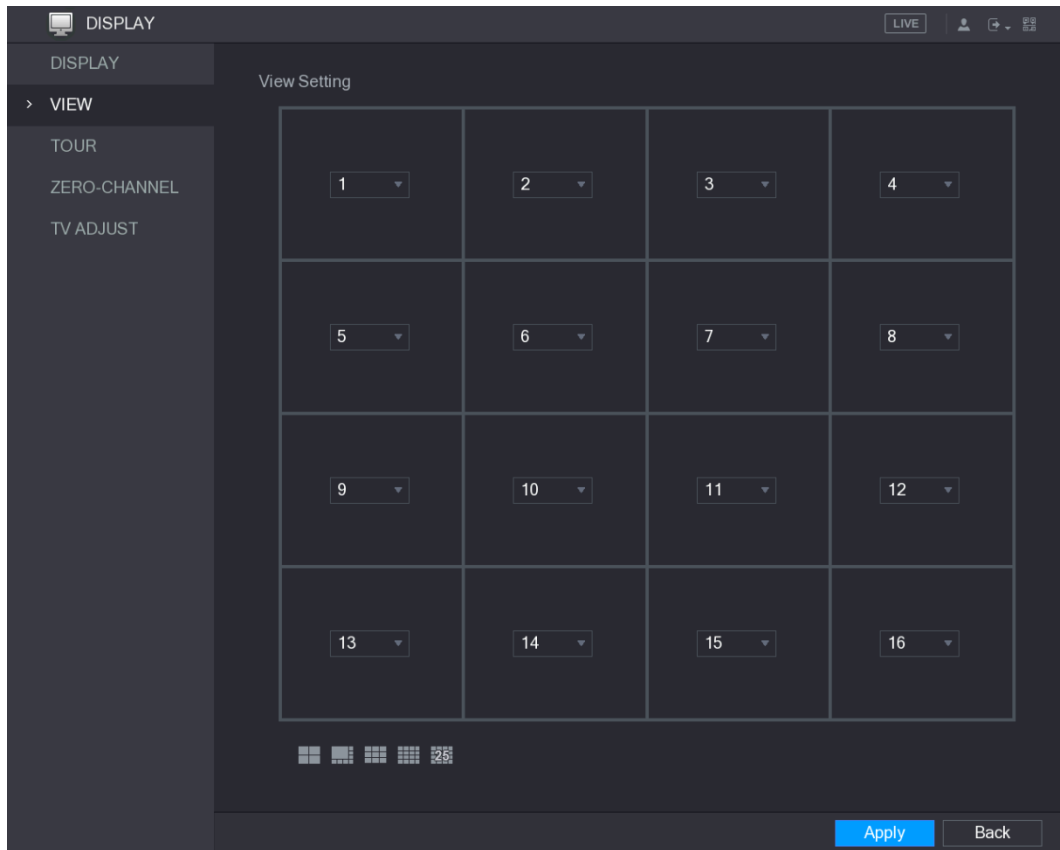 DISPLAY
LIVE
DISPLAY
VIEW
TOUR
ZERO-CHANNEL
TV ADJUST
View Setting
1 2 3 4
5 6 7 8
9 10 11 12
13 14 15 16
25
Apply Back